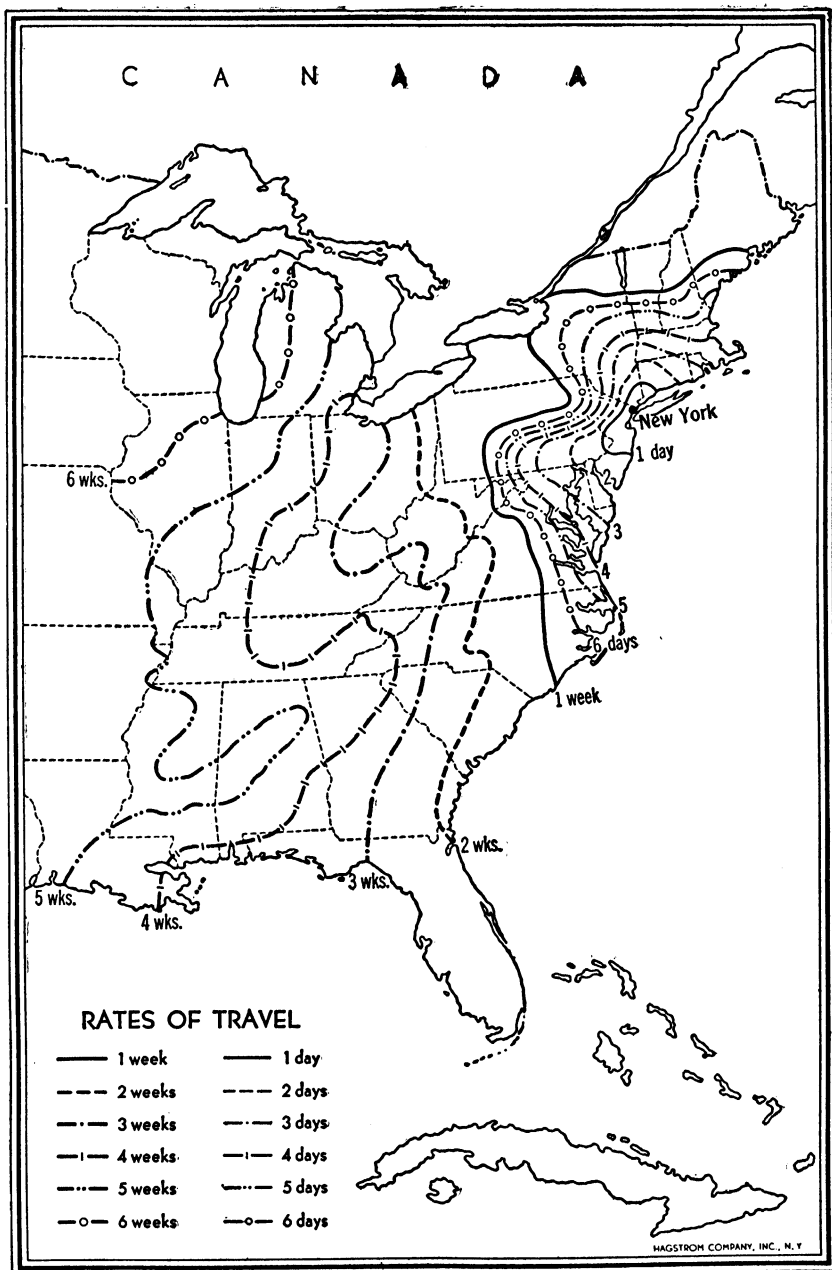 CANADA
New York
1 day
6 wks.
3
4
5
6 days
1 week
2 wks.
3 wks.
5 wks.
4 wks.
RATES OF TRAVEL
1 week 1 day
2 weeks 2 days
3 weeks 3 days
4 weeks 4 days
5 weeks 5 days
6 weeks 6 days
HAGSTROM COMPANY, INC., N. Y